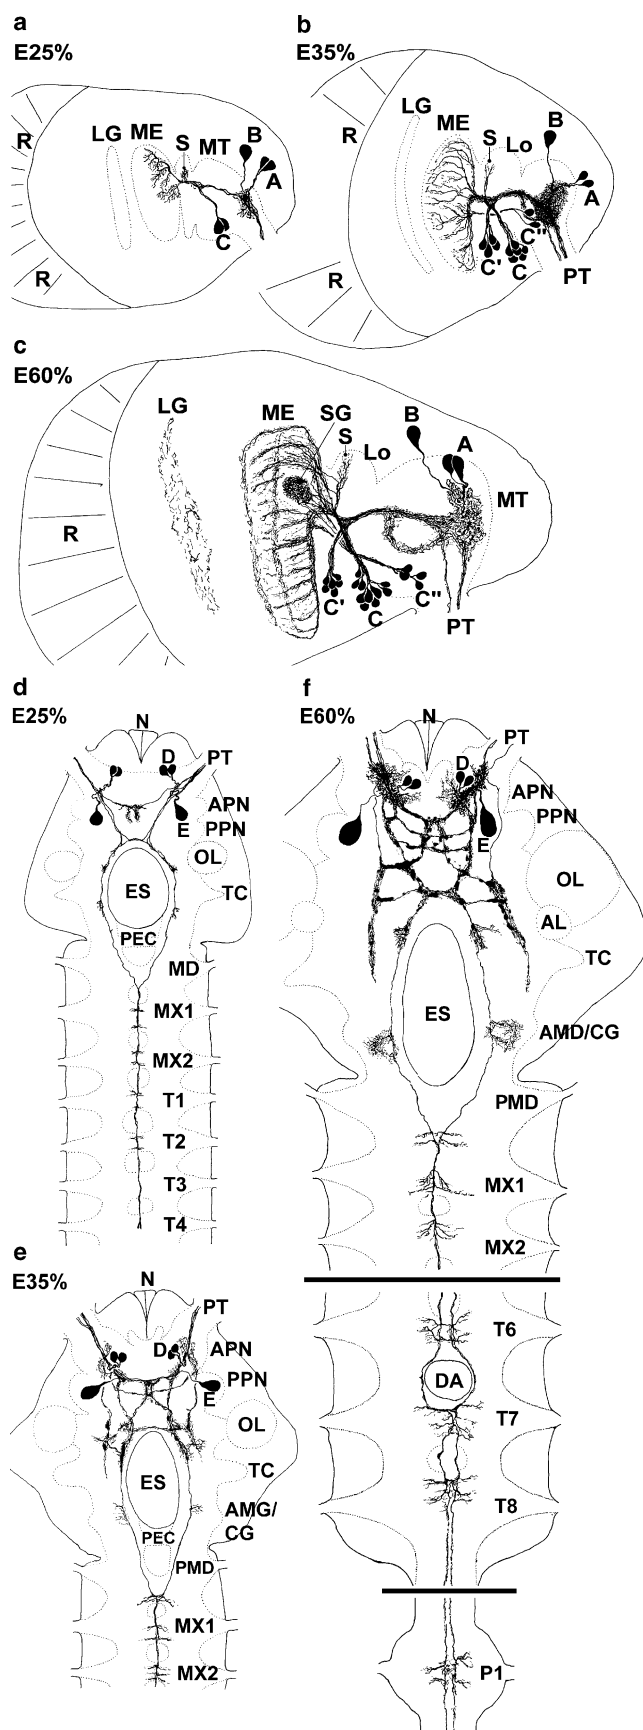 a
E25%
R
LG ME S MT B
A
C
R
b
E35%
R
LG
ME
S
Lo
B
A
C"
C' C
PT
R
c
E60%
LG
ME
SG
S
Lo
B
A
MT
R
C'
C
C"
PT
d
E25%
N
D
PT
APN
E
PPN
OL
ES
TC
PEC
MD
MX1
MX2
T1
T2
T3
T4
e
E35%
N
PT
D
APN
PPN
E
OL
ES
TC
AMG/
CG
PEC
PMD
MX1
MX2
f
E60%
N
PT
D
APN
PPN
E
OL
AL
TC
ES
AMD/CG
PMD
MX1
MX2
T6
DA
T7
T8
P1